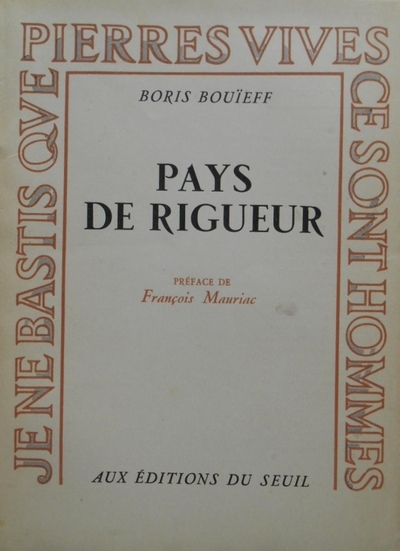 JE NE BASTIS QVE
PIERRES VIVES
CE SONT HOMMES
BORIS BOUÏEFF
PAYS
DE RIGUEUR
PRÉFACE DE
François Mauriac
AUX ÉDITIONS DU SEUIL